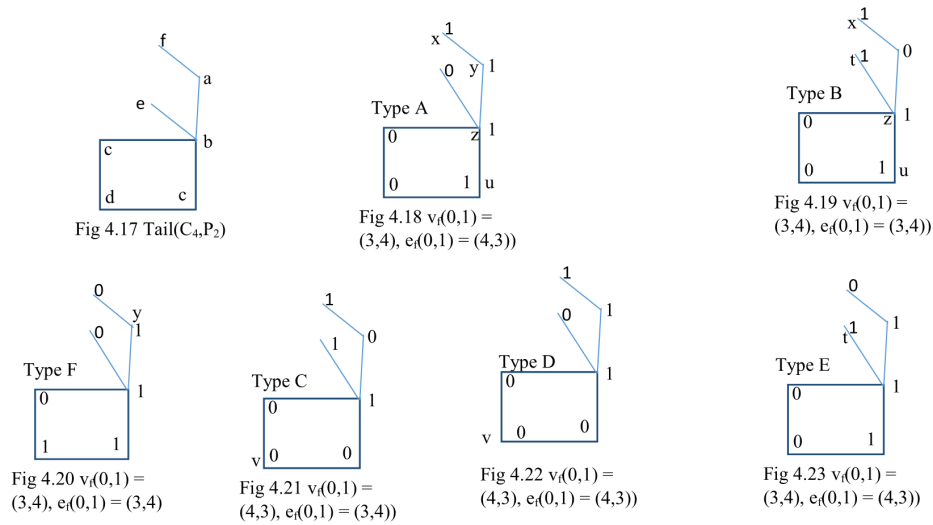 f
a
e
b
c
d
c
Fig 4.17 Tail(C₄,P₂)
x 1
y 1
0
Type A
0
z 1
0
1 u
Fig 4.18 vf(0,1) =
(3,4), ef(0,1) = (4,3))
x 1
0
t 1
Type B
0
z 1
0
1 u
Fig 4.19 vf(0,1) =
(3,4), ef(0,1) = (3,4))
0
y
1
0
Type F
0
1
1
1
Fig 4.20 vf(0,1) =
(3,4), ef(0,1) = (3,4)
1
0
1
Type C
0
1
v 0
0
Fig 4.21 vf(0,1) =
(4,3), ef(0,1) = (3,4))
1
1
0
Type D
0
1
0
0
v
Fig 4.22 vf(0,1) =
(4,3), ef(0,1) = (4,3))
0
1
t 1
Type E
0
1
0
1
Fig 4.23 vf(0,1) =
(3,4), ef(0,1) = (4,3))